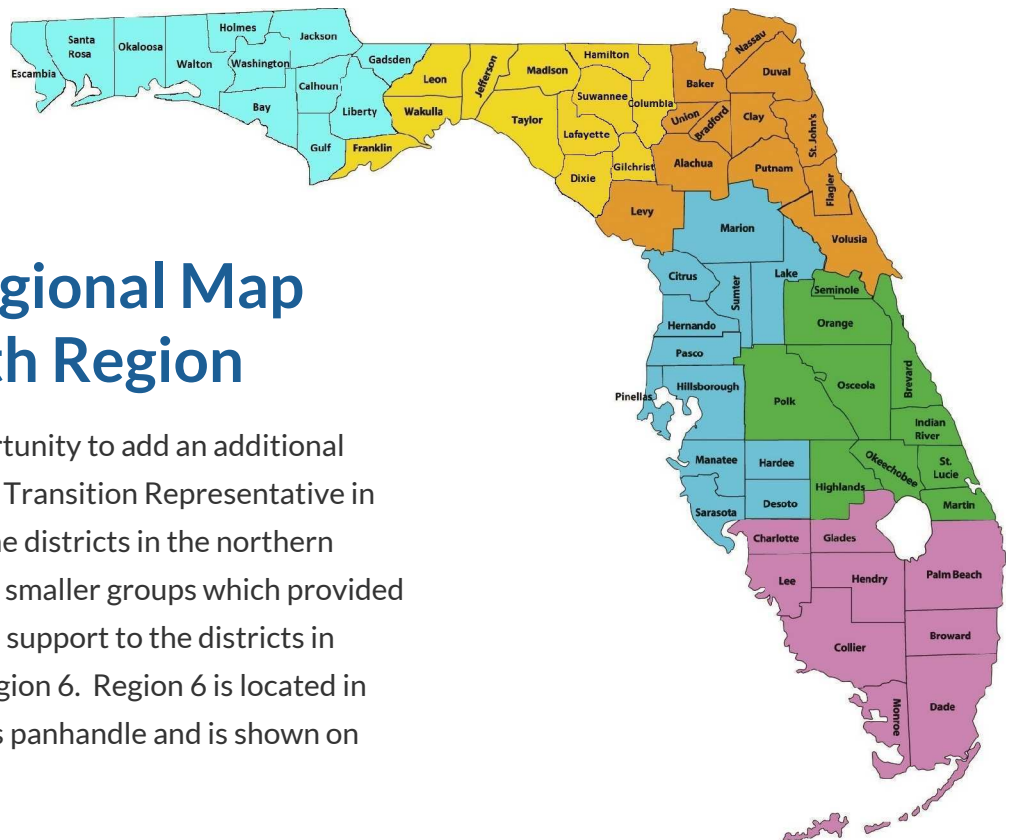 gional Map
h Region
rtunity to add an additional
Transition Representative in
e districts in the northern
smaller groups which provided
support to the districts in
gion 6. Region 6 is located in
s panhandle and is shown on
Escambia
Santa
Rosa
Okaloosa
Walton
Holmes
Washington
Jackson
Bay
Calhoun
Gulf
Liberty
Gadsden
Franklin
Leon
Wakulla
Jefferson
Madison
Taylor
Hamilton
Suwannee
Columbia
Lafayette
Dixie
Gilchrist
Baker
Nassau
Duval
Union
Bradford
Clay
St. John's
Alachua
Putnam
Flagler
Levy
Volusia
Marion
Citrus
Sumter
Lake
Hernando
Pasco
Pinellas
Hillsborough
Manatee
Hardee
Sarasota
Desoto
Seminole
Orange
Osceola
Brevard
Polk
Indian
River
Okeechobee
St.
Lucie
Highlands
Martin
Charlotte
Glades
Lee
Hendry
Palm Beach
Collier
Broward
Monroe
Dade